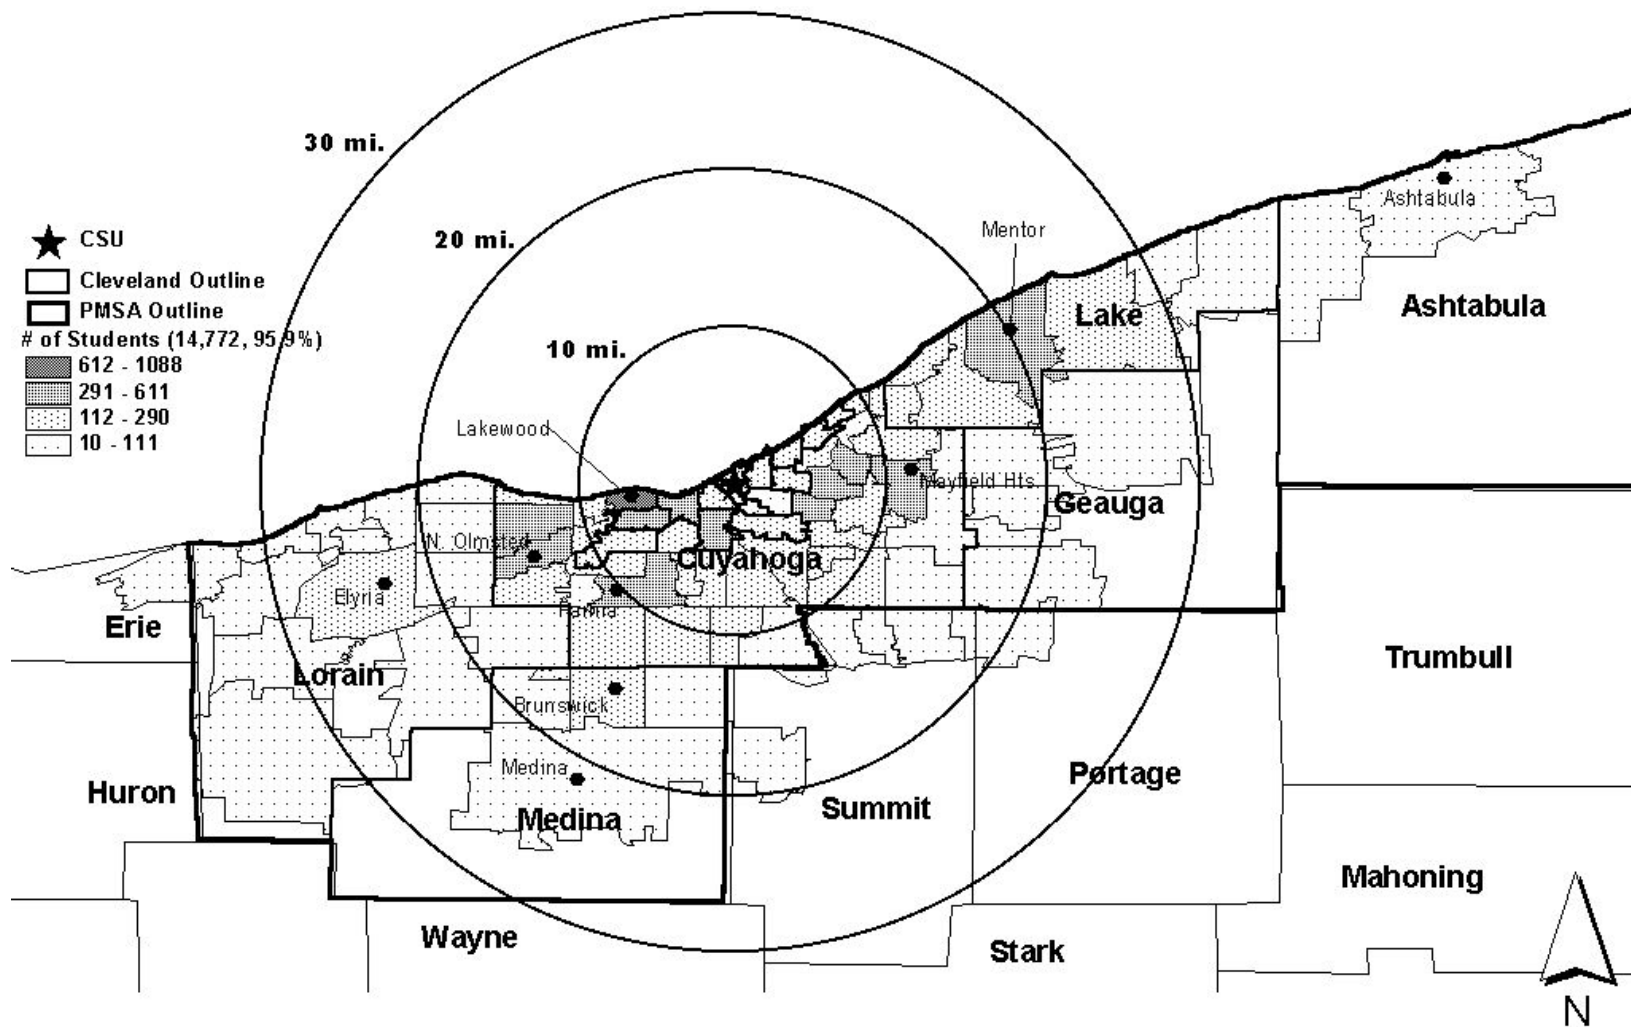 30 mi.
20 mi.
10 mi.
CSU
Cleveland Outline
PMSA Outline
# of Students (14,772, 95.9%)
612 - 1088
291 - 611
112 - 290
10 - 111
Ashtabula
Mentor
Lake
Ashtabula
Lakewood
Mayfield Hts.
Geauga
N. Olmsted
Cuyahoga
Elyria
Parma
Erie
Lorain
Trumbull
Brunswick
Medina
Huron
Medina
Summit
Portage
Mahoning
Wayne
Stark
N